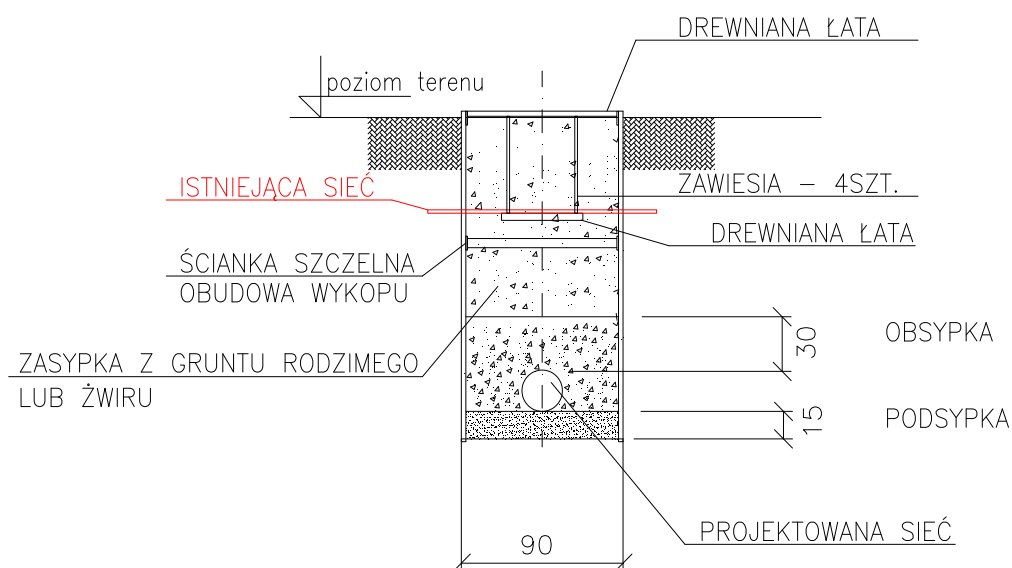 DREWNIANA ŁATA
poziom terenu
ISTNIEJĄCA SIEĆ
ZAWIESIA - 4SZT.
DREWNIANA ŁATA
ŚCIANKA SZCZELNA
OBUDOWA WYKOPU
30
OBSYPKA
ZASYPKA Z GRUNTU RODZIMEGO
LUB ŻWIRU
15
PODSYPKA
PROJEKTOWANA SIEĆ
90